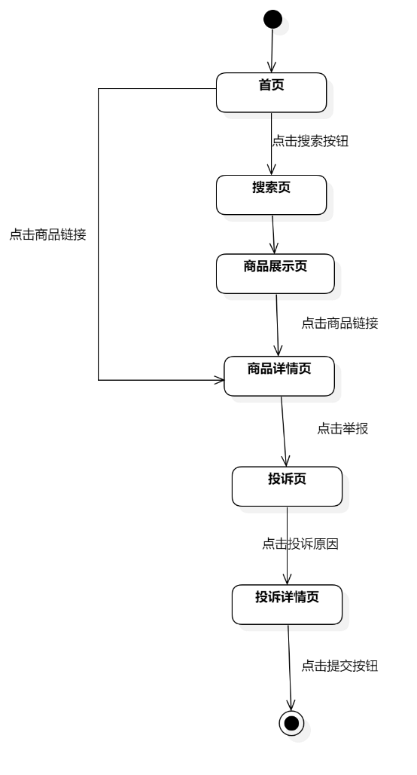 首页
点击搜索按钮
搜索页
点击商品链接
商品展示页
点击商品链接
商品详情页
点击举报
投诉页
点击投诉原因
投诉详情页
点击提交按钮